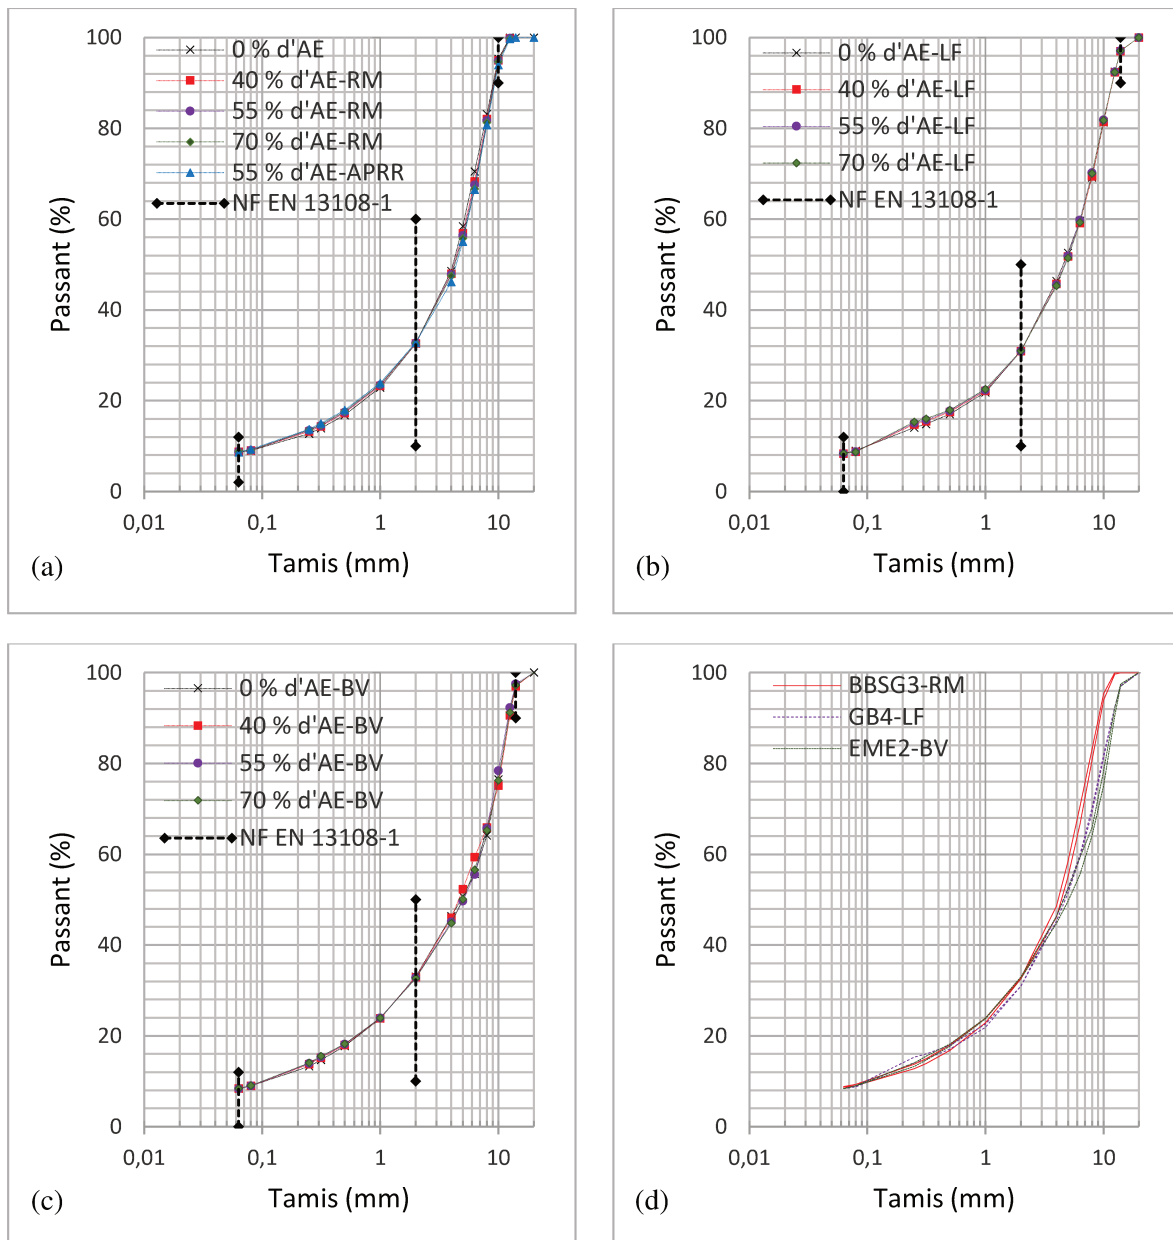 100
80
60
40
20
0
Passant (%)
0 % d'AE
40 % d'AE-RM
55 % d'AE-RM
70 % d'AE-RM
55 % d'AE-APRR
NF EN 13108-1
0,01
0,1
1
10
Tamis (mm)
(a)
100
80
60
40
20
0
Passant (%)
0 % d'AE-LF
40 % d'AE-LF
55 % d'AE-LF
70 % d'AE-LF
NF EN 13108-1
0,01
0,1
1
10
Tamis (mm)
(b)
100
80
60
40
20
0
Passant (%)
0 % d'AE-BV
40 % d'AE-BV
55 % d'AE-BV
70 % d'AE-BV
NF EN 13108-1
0,01
0,1
1
10
Tamis (mm)
(c)
100
80
60
40
20
0
Passant (%)
BBSG3-RM
GB4-LF
EME2-BV
0,01
0,1
1
10
Tamis (mm)
(d)